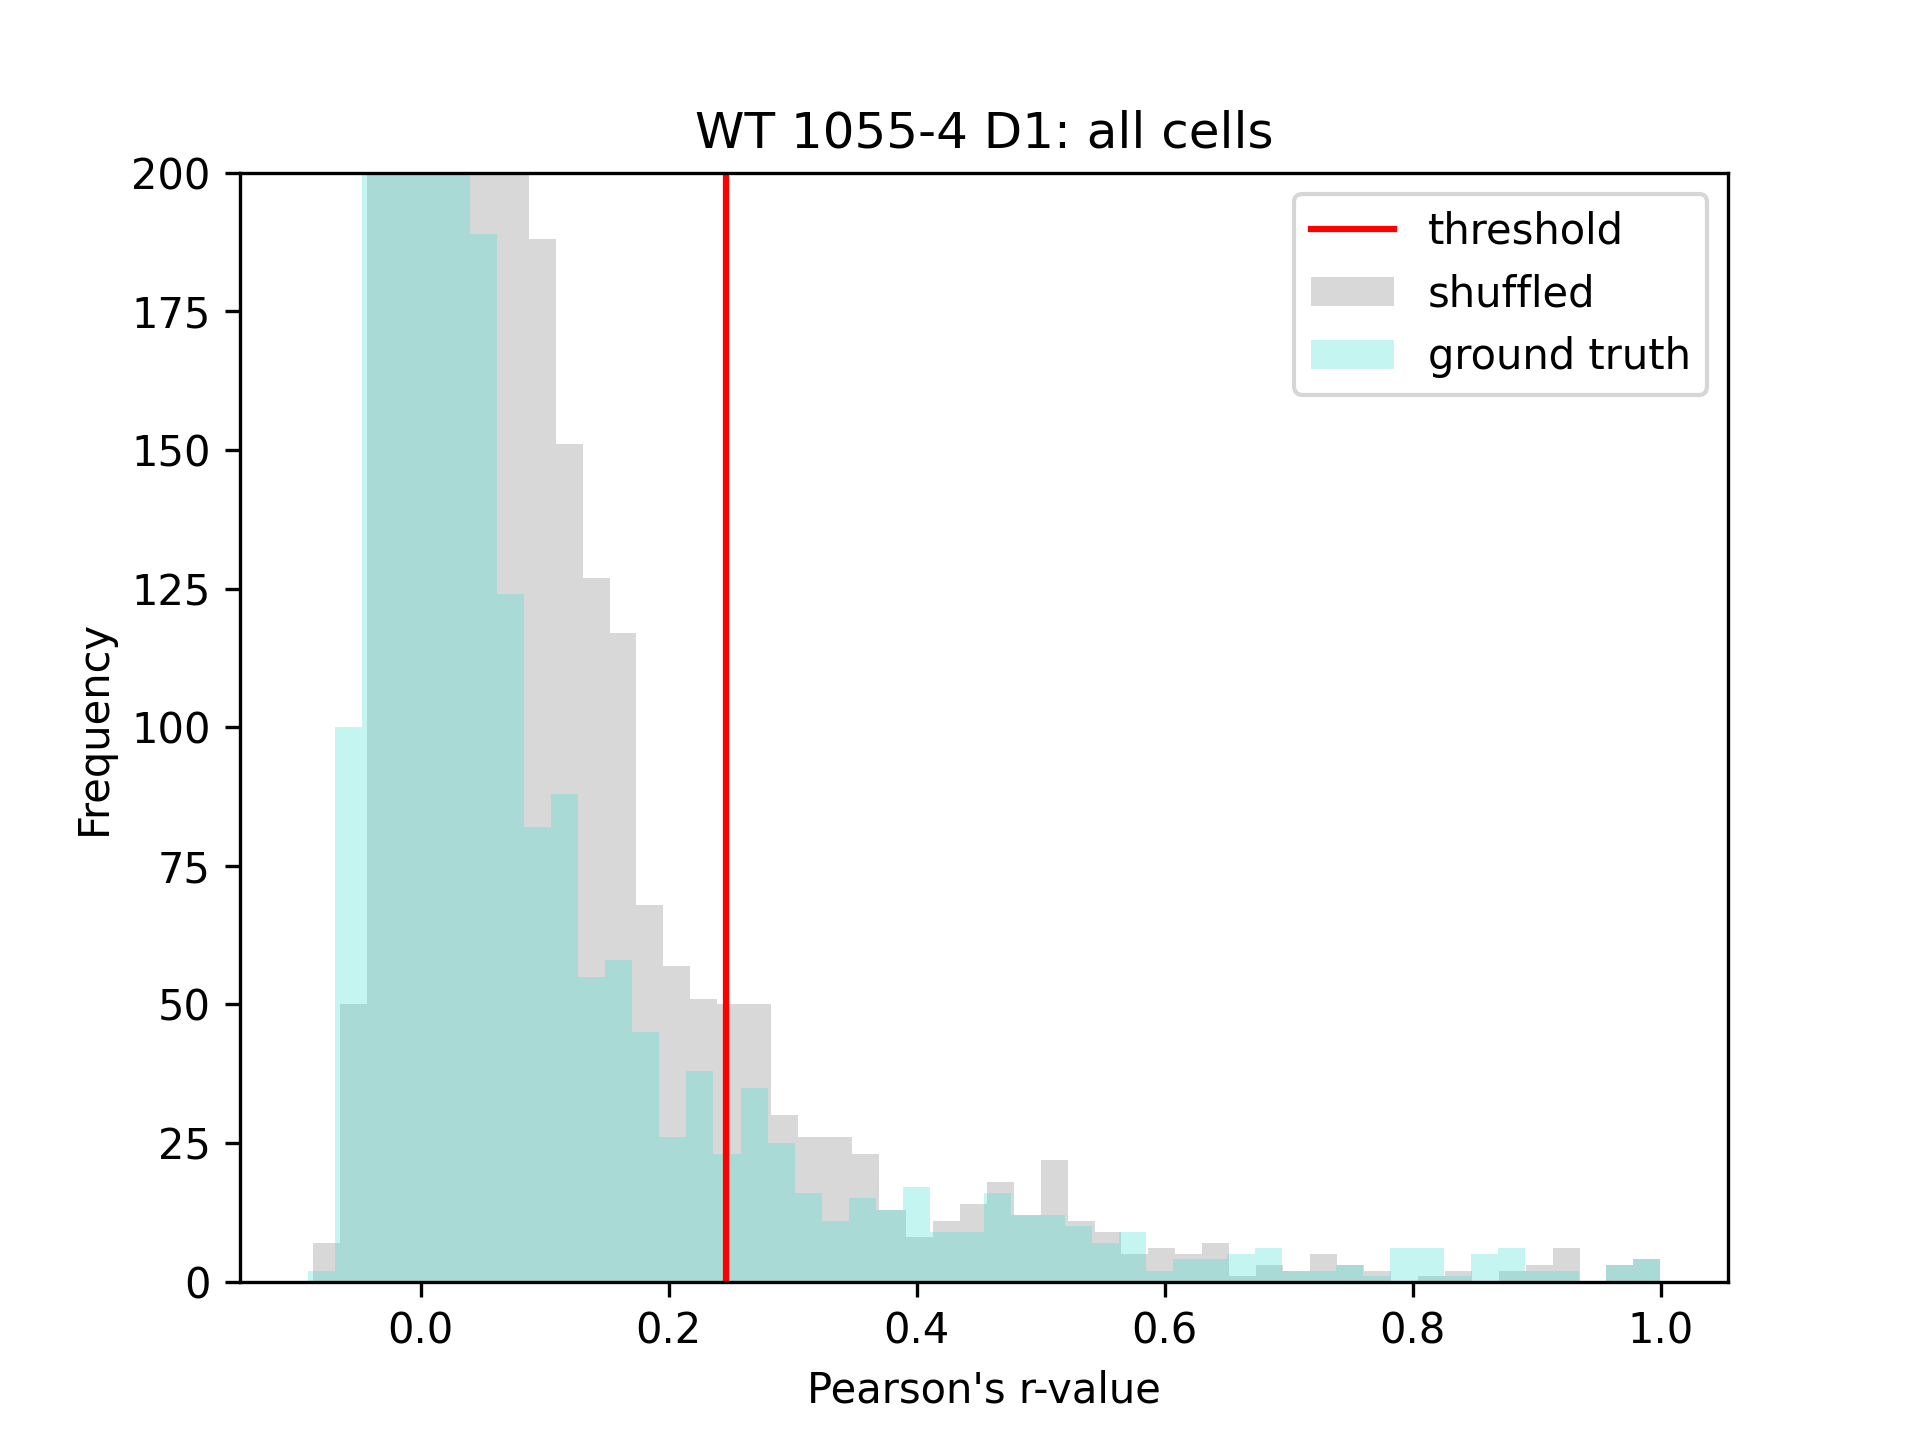 WT 1055-4 D1: all cells
200
175
150
125
100
75
50
25
0
Frequency
threshold
shuffled
ground truth
0.0 0.2 0.4 0.6 0.8 1.0
Pearson's r-value